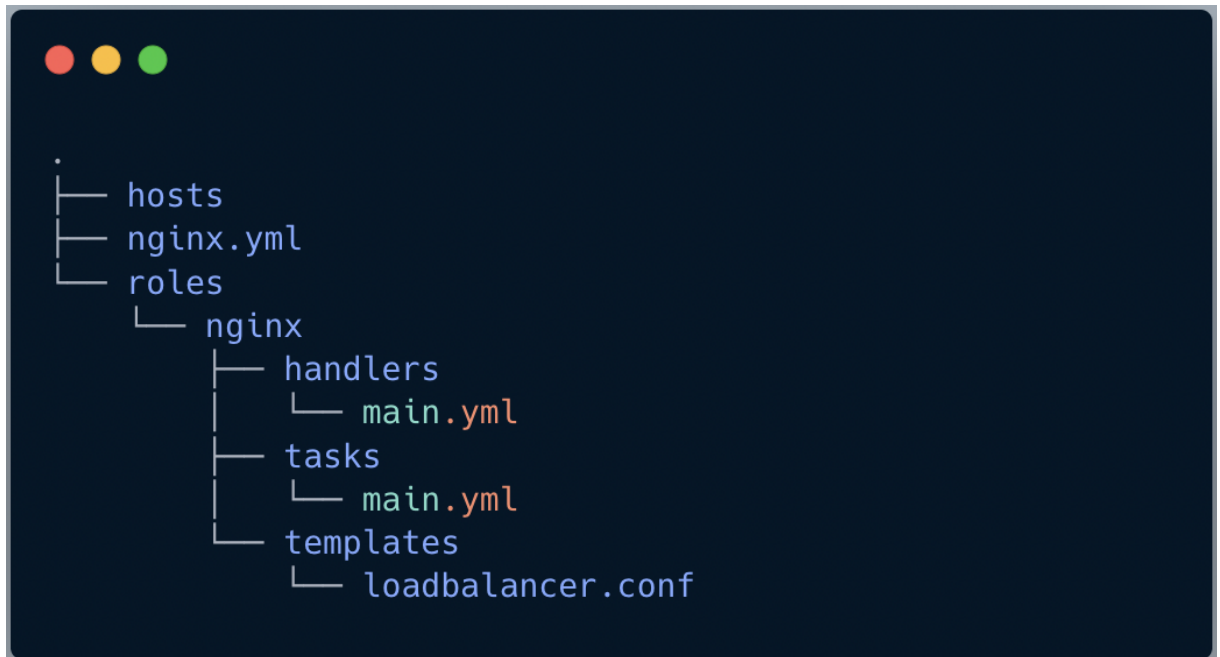 .
├── hosts
├── nginx.yml
└── roles
    └── nginx
        ├── handlers
        │   └── main.yml
        ├── tasks
        │   └── main.yml
        └── templates
            └── loadbalancer.conf